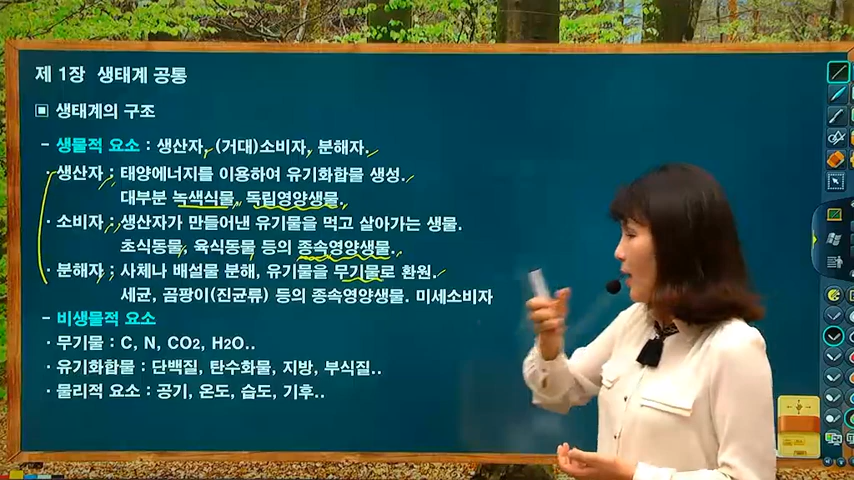 제 1장 생태계 공통
▣ 생태계의 구조
- 생물적 요소 : 생산자, (거대)소비자, 분해자.
· 생산자 : 태양에너지를 이용하여 유기화합물 생성.
대부분 녹색식물, 독립영양생물.
· 소비자 : 생산자가 만들어낸 유기물을 먹고 살아가는 생물.
초식동물, 육식동물 등의 종속영양생물.
· 분해자 ; 사체나 배설물 분해, 유기물을 무기물로 환원.
세균, 곰팡이(진균류) 등의 종속영양생물. 미세소비자
- 비생물적 요소
· 무기물 : C, N, CO2, H2O..
· 유기화합물 : 단백질, 탄수화물, 지방, 부식질..
· 물리적 요소 : 공기, 온도, 습도, 기후..